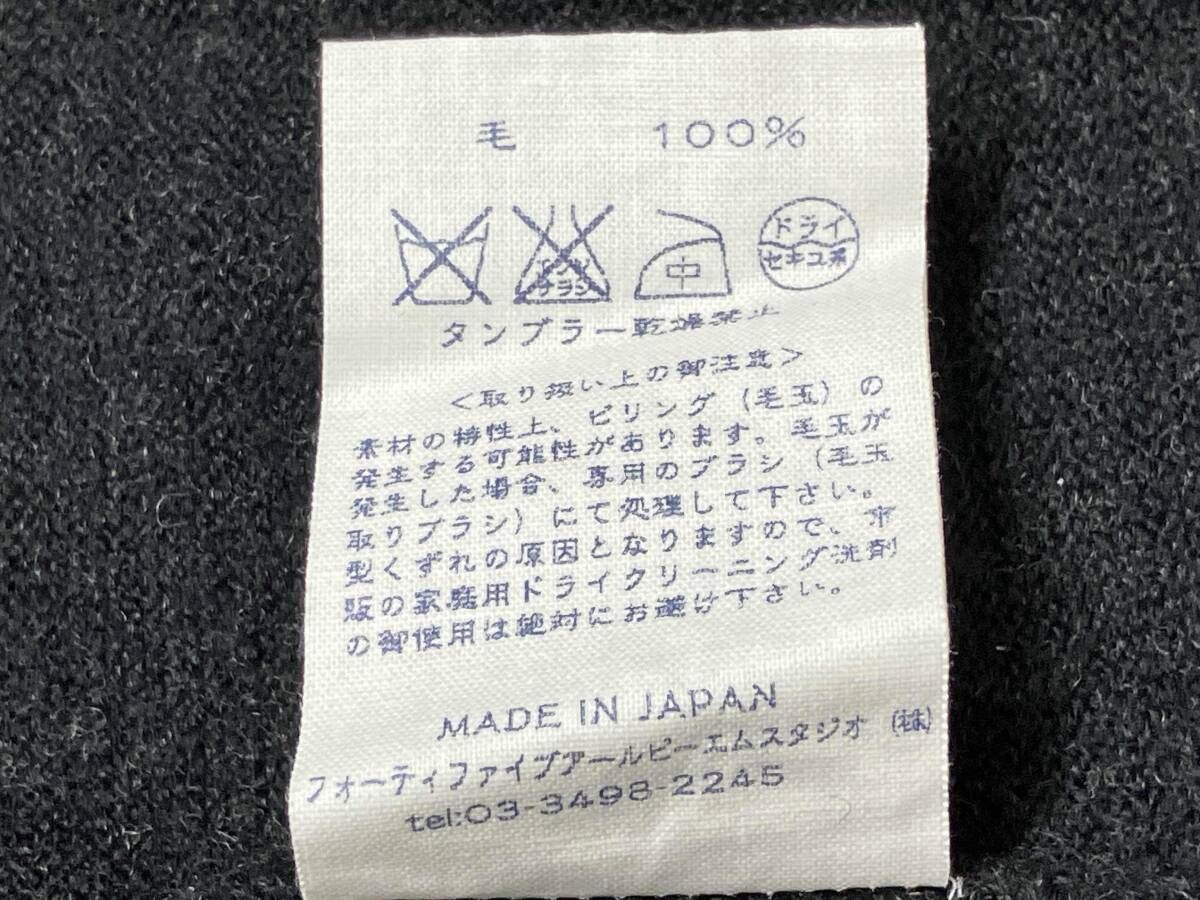 毛 100%
エンソ
サラシ
中
ドライ
セキユ系
タンブラー乾燥禁止
＜取り扱い上の御注意＞
素材の特性上、ピリング（毛玉）の
発生する可能性があります。毛玉が
発生した場合、専用のブラシ（毛玉
取りブラシ）にて処理して下さい。
型くずれの原因となりますので、市
販の家庭用ドライクリーニング洗剤
の御使用は絶対にお避け下さい。
MADE IN JAPAN
フォーティファイブアールピーエムスタジオ（株）
tel:03-3498-2245